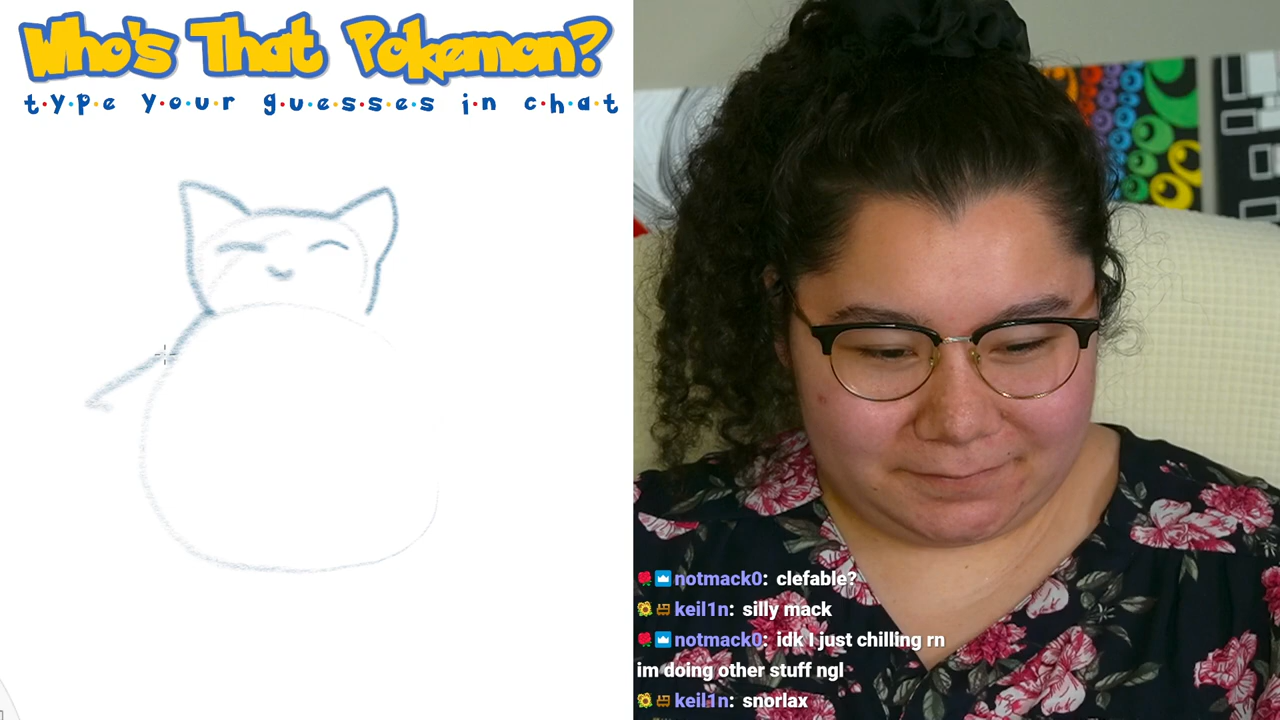 Who's That Pokemon?
type your guesses in chat
notmack0: clefable?
keil1n: silly mack
notmack0: idk I just chilling rn
im doing other stuff ngl
keil1n: snorlax